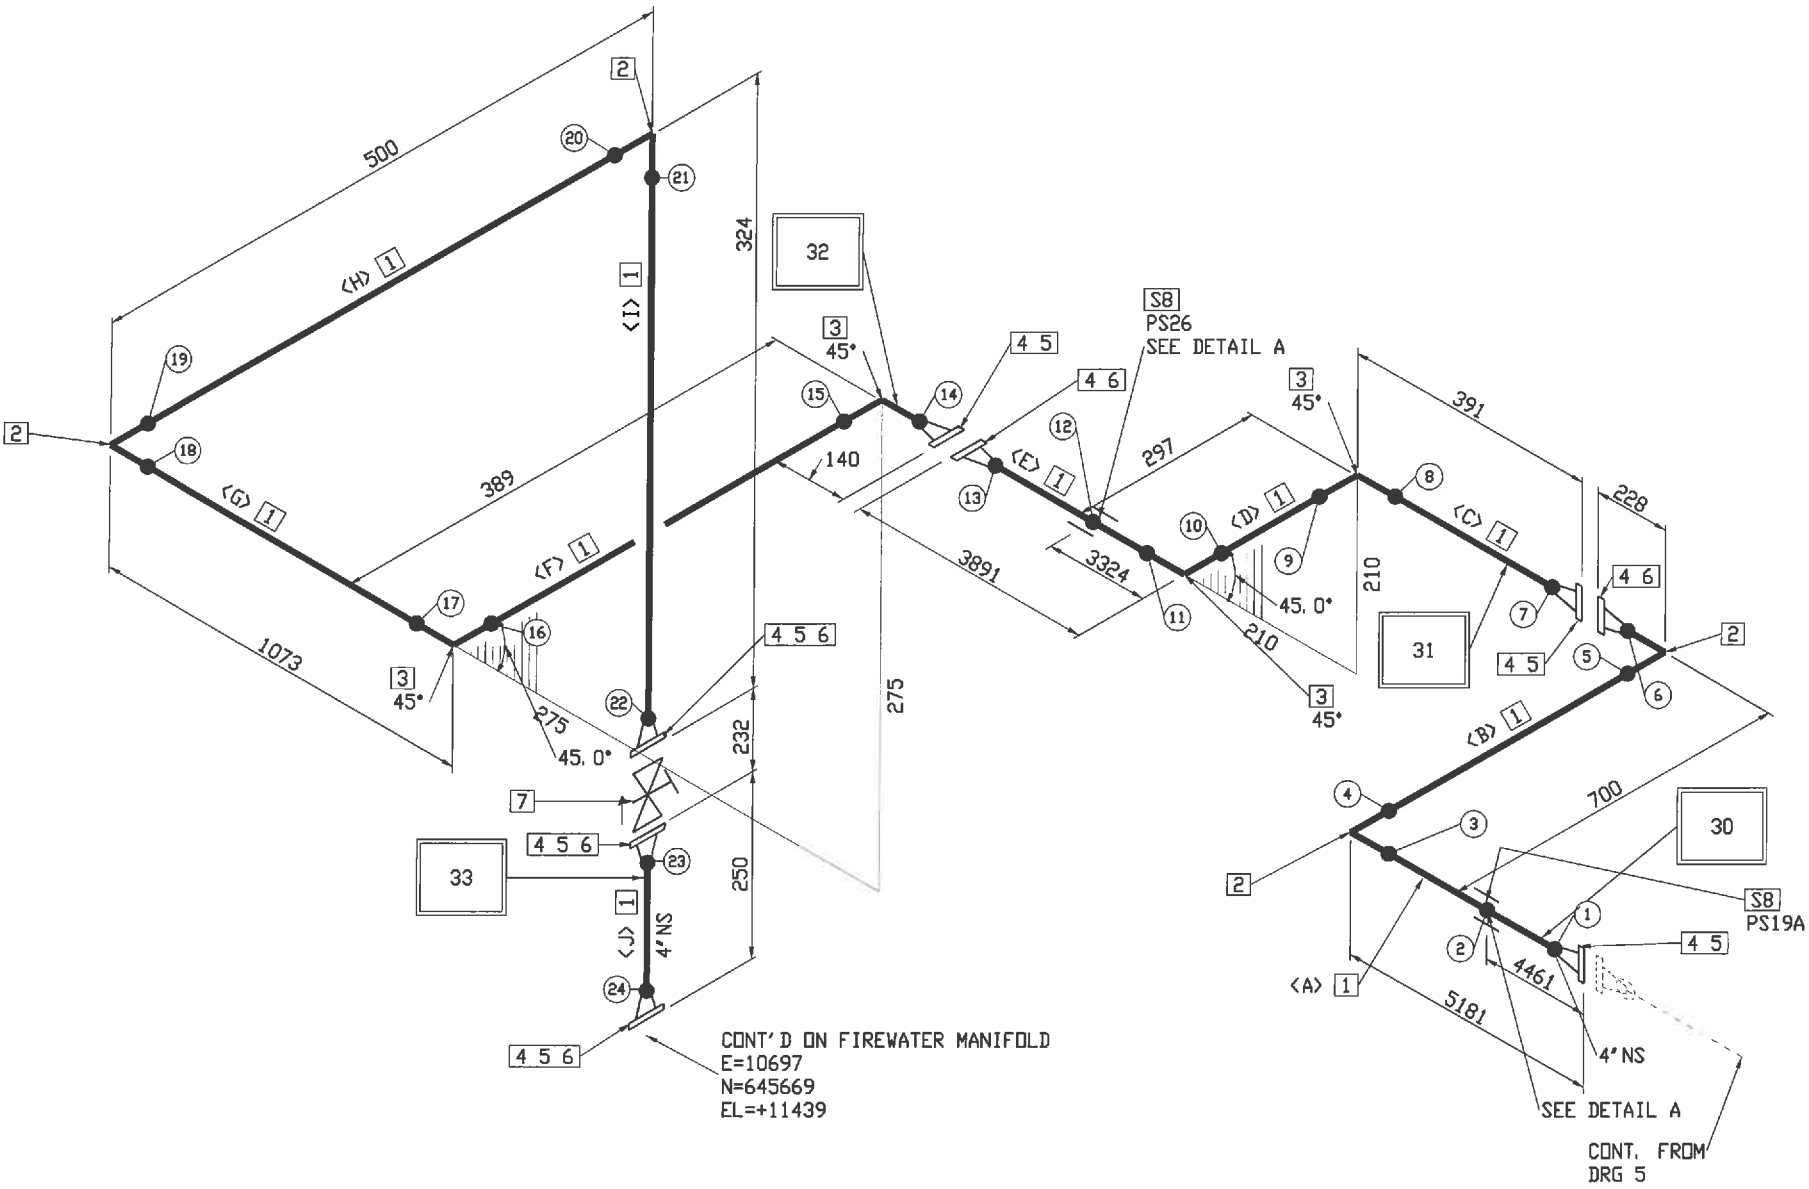 2
500
20
21
324
32
<H> 1
<I> 1
S8
PS26
SEE DETAIL A
3
45°
4 5
4 6
3
45°
391
19
15
14
12
297
8
228
2
18
<E> 1
13
10
<D> 1
<C> 1
4 6
389
140
<G> 1
3891
3324
9
210
7
2
<F> 1
45.0°
11
210
31
4 5
5
6
17
16
4 5 6
1073
3
45°
275
275
3
45°
22
232
45.0°
<B> 1
7
4
3
700
30
4 5 6
23
33
250
2
S8
PS19A
<J> 1
4"NS
1
2
4 5
24
4461
<A> 1
5181
4 5 6
CONT'D ON FIREWATER MANIFOLD
E=10697
N=645669
EL=+11439
4"NS
SEE DETAIL A
CONT. FROM
DRG 5